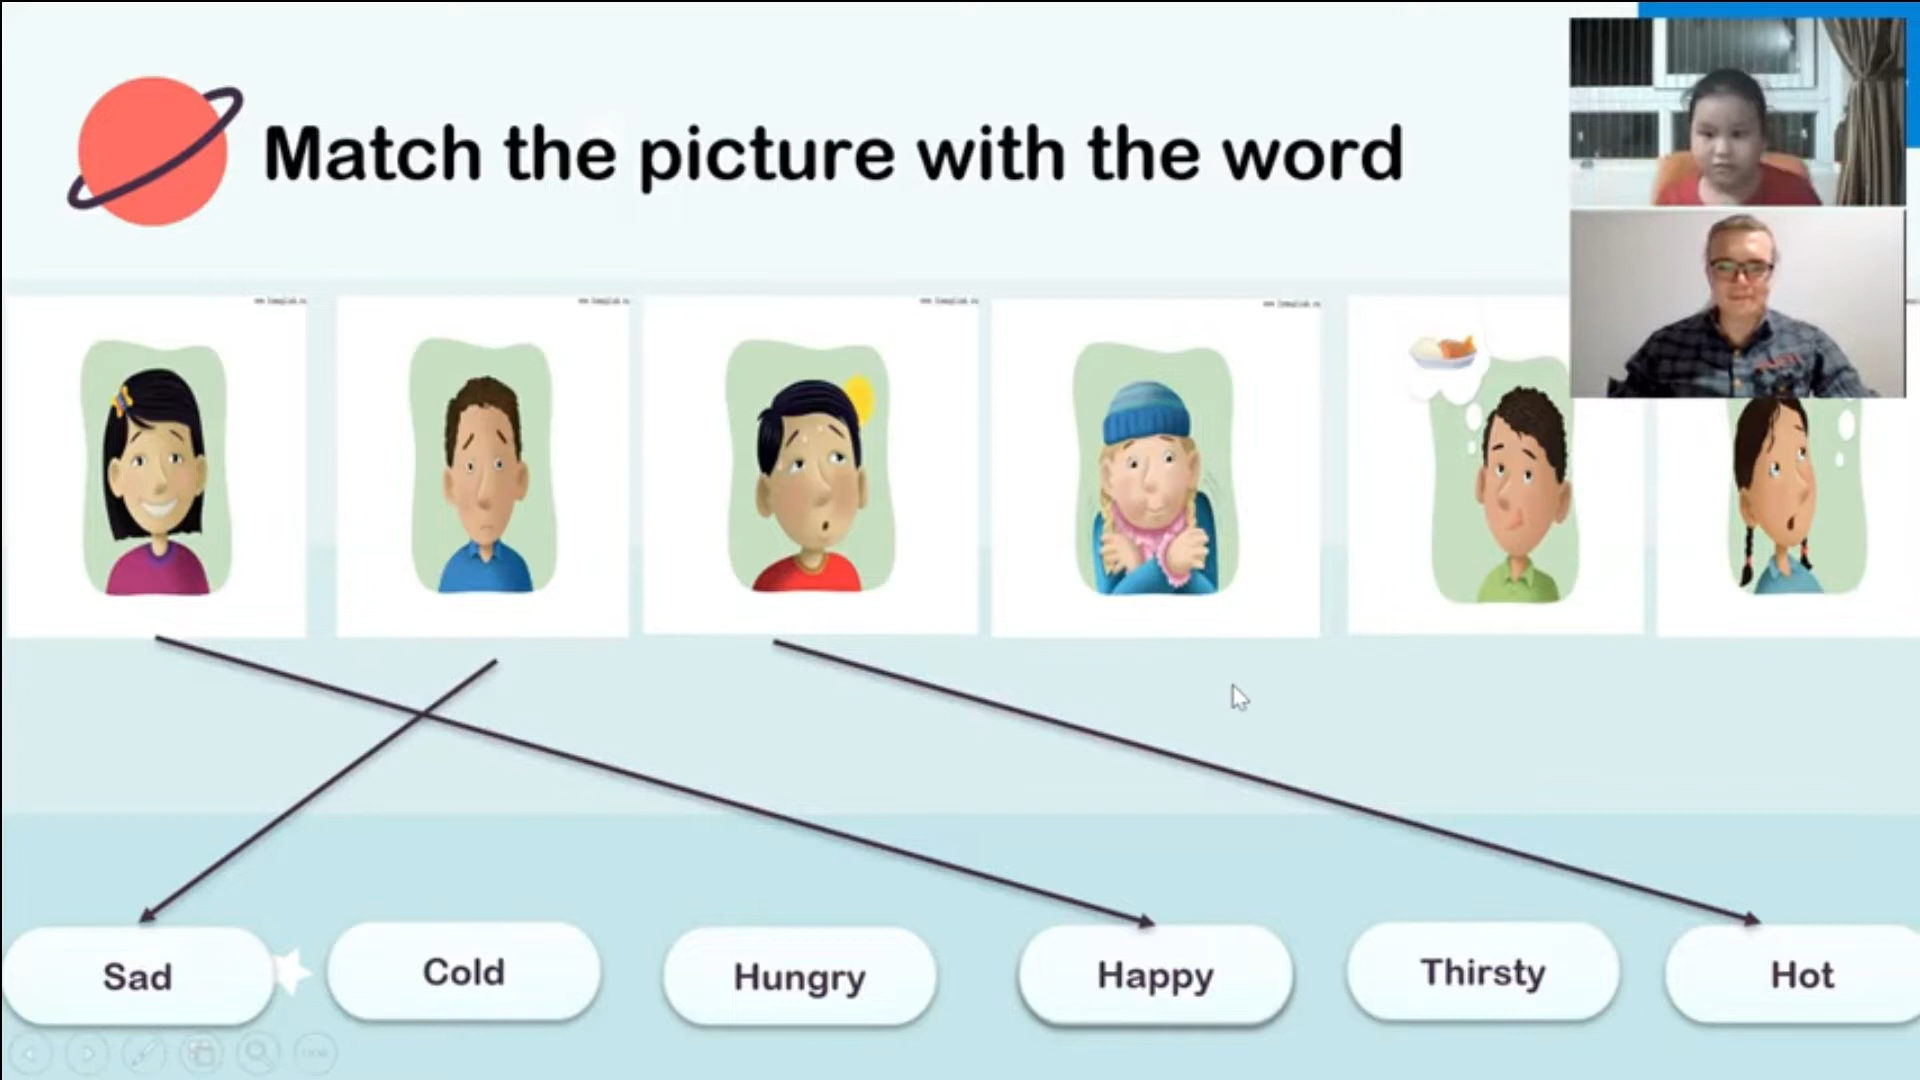 Match the picture with the word
Sad
Cold
Hungry
Happy
Thirsty
Hot